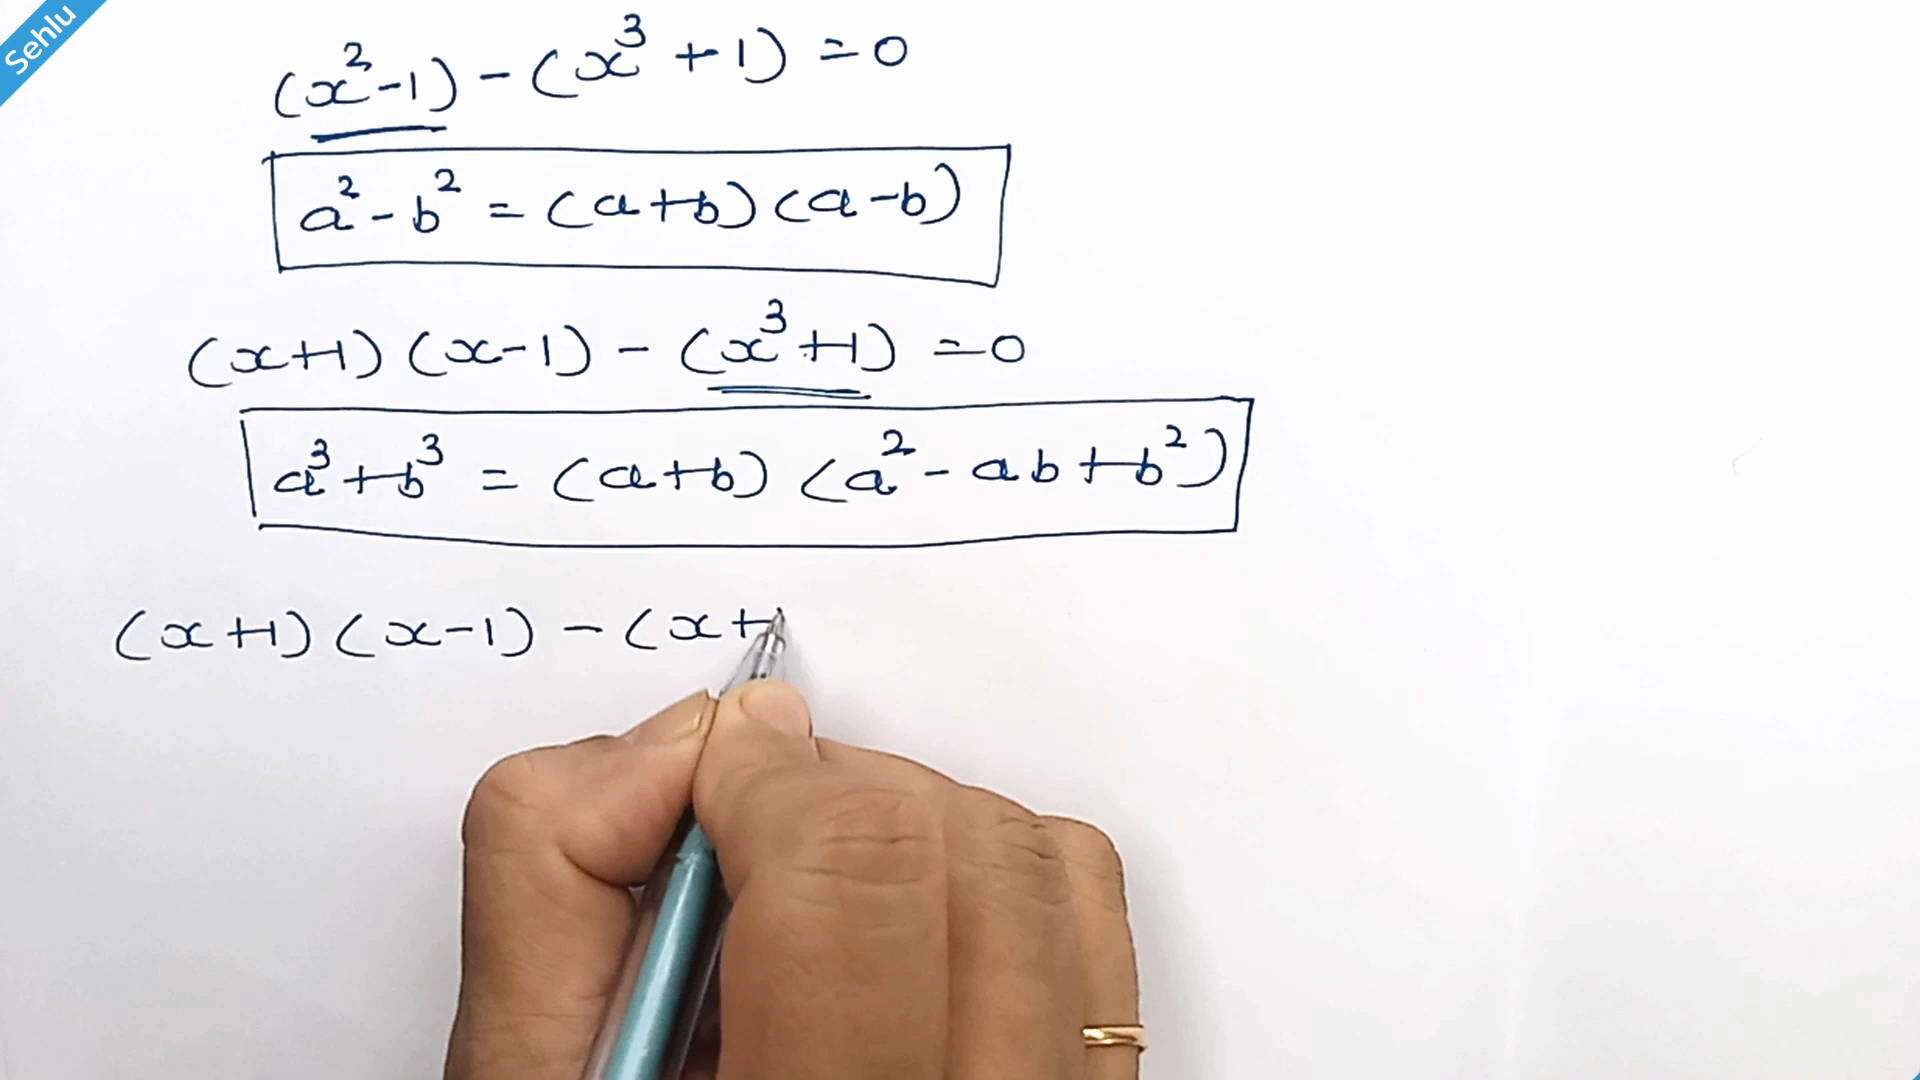 Sehlu
(x²-1) - (x³+1) = 0
a² - b² = (a+b)(a-b)
(x+1)(x-1) - (x³+1) = 0
a³+b³ = (a+b)(a²-ab+b²)
(x+1)(x-1) - (x+